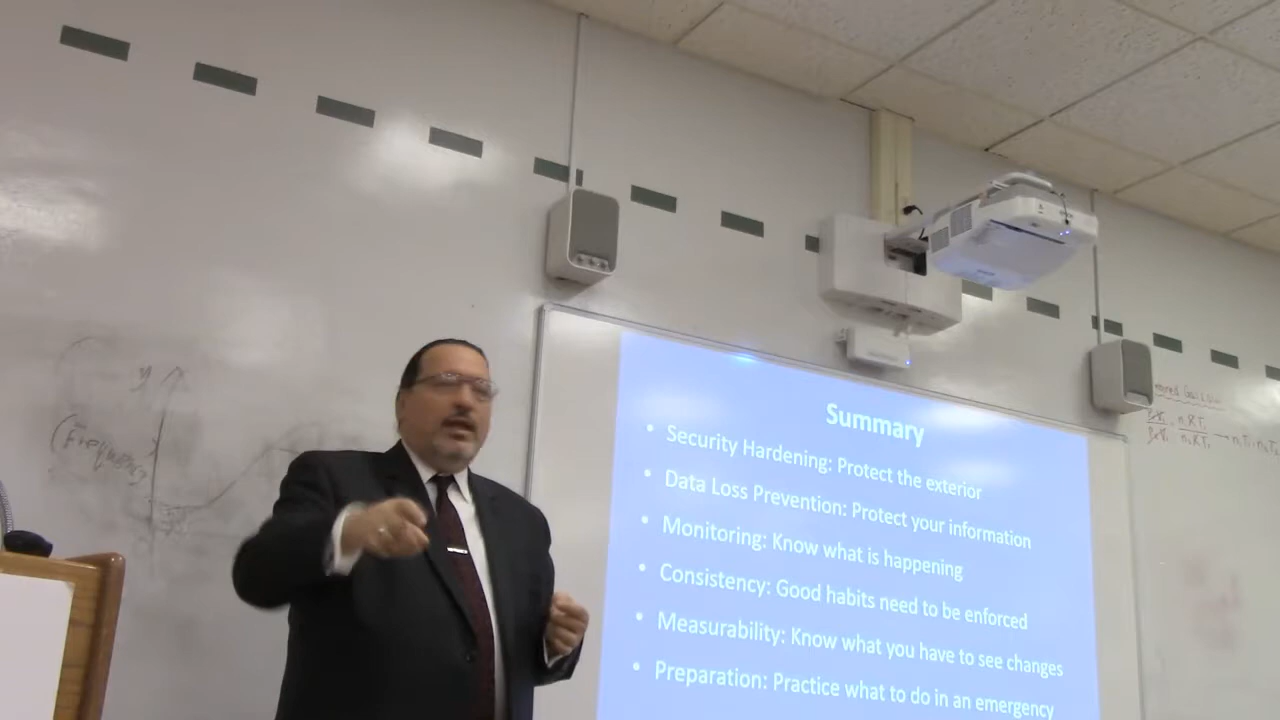 Summary
• Security Hardening: Protect the exterior
• Data Loss Prevention: Protect your information
• Monitoring: Know what is happening
• Consistency: Good habits need to be enforced
• Measurability: Know what you have to see changes
• Preparation: Practice what to do in an emergency
y
(Frequency)